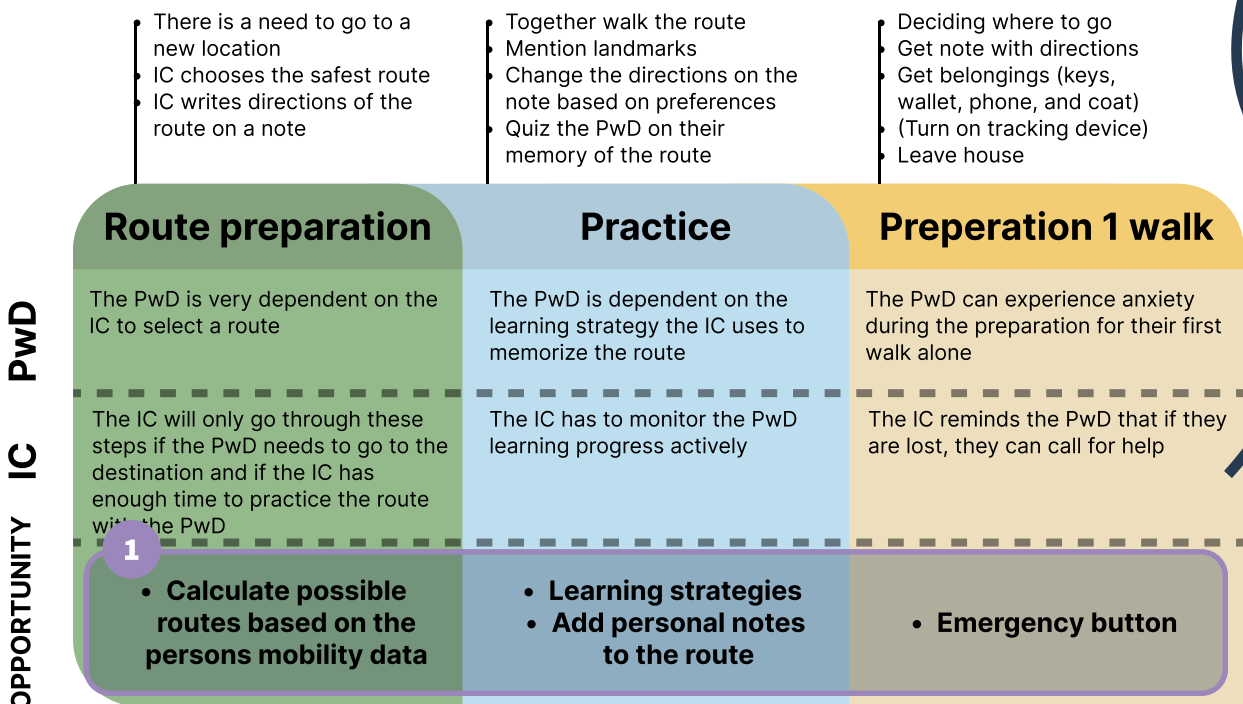 • There is a need to go to a
new location
• IC chooses the safest route
• IC writes directions of the
route on a note
• Together walk the route
• Mention landmarks
• Change the directions on the
note based on preferences
• Quiz the PwD on their
memory of the route
• Deciding where to go
• Get note with directions
• Get belongings (keys,
wallet, phone, and coat)
• (Turn on tracking device)
• Leave house
Route preparation
Practice
Preperation 1 walk
PwD
The PwD is very dependent on the
IC to select a route
The PwD is dependent on the
learning strategy the IC uses to
memorize the route
The PwD can experience anxiety
during the preparation for their first
walk alone
IC
The IC will only go through these
steps if the PwD needs to go to the
destination and if the IC has
enough time to practice the route
with the PwD
The IC has to monitor the PwD
learning progress actively
The IC reminds the PwD that if they
are lost, they can call for help
OPPORTUNITY
1
• Calculate possible
routes based on the
persons mobility data
• Learning strategies
• Add personal notes
to the route
• Emergency button